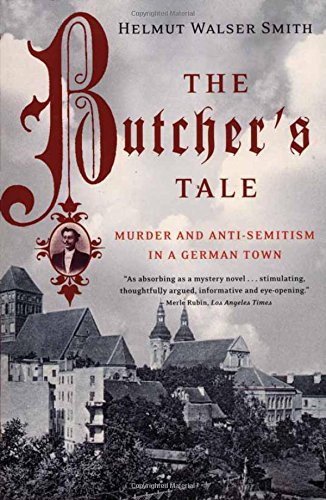 HELMUT WALSER SMITH
THE
Butcher's
TALE
MURDER AND ANTI-SEMITISM
IN A GERMAN TOWN
"As absorbing as a mystery novel . . . stimulating,
thoughtfully argued, informative and eye-opening."
– Merle Rubin, Los Angeles Times